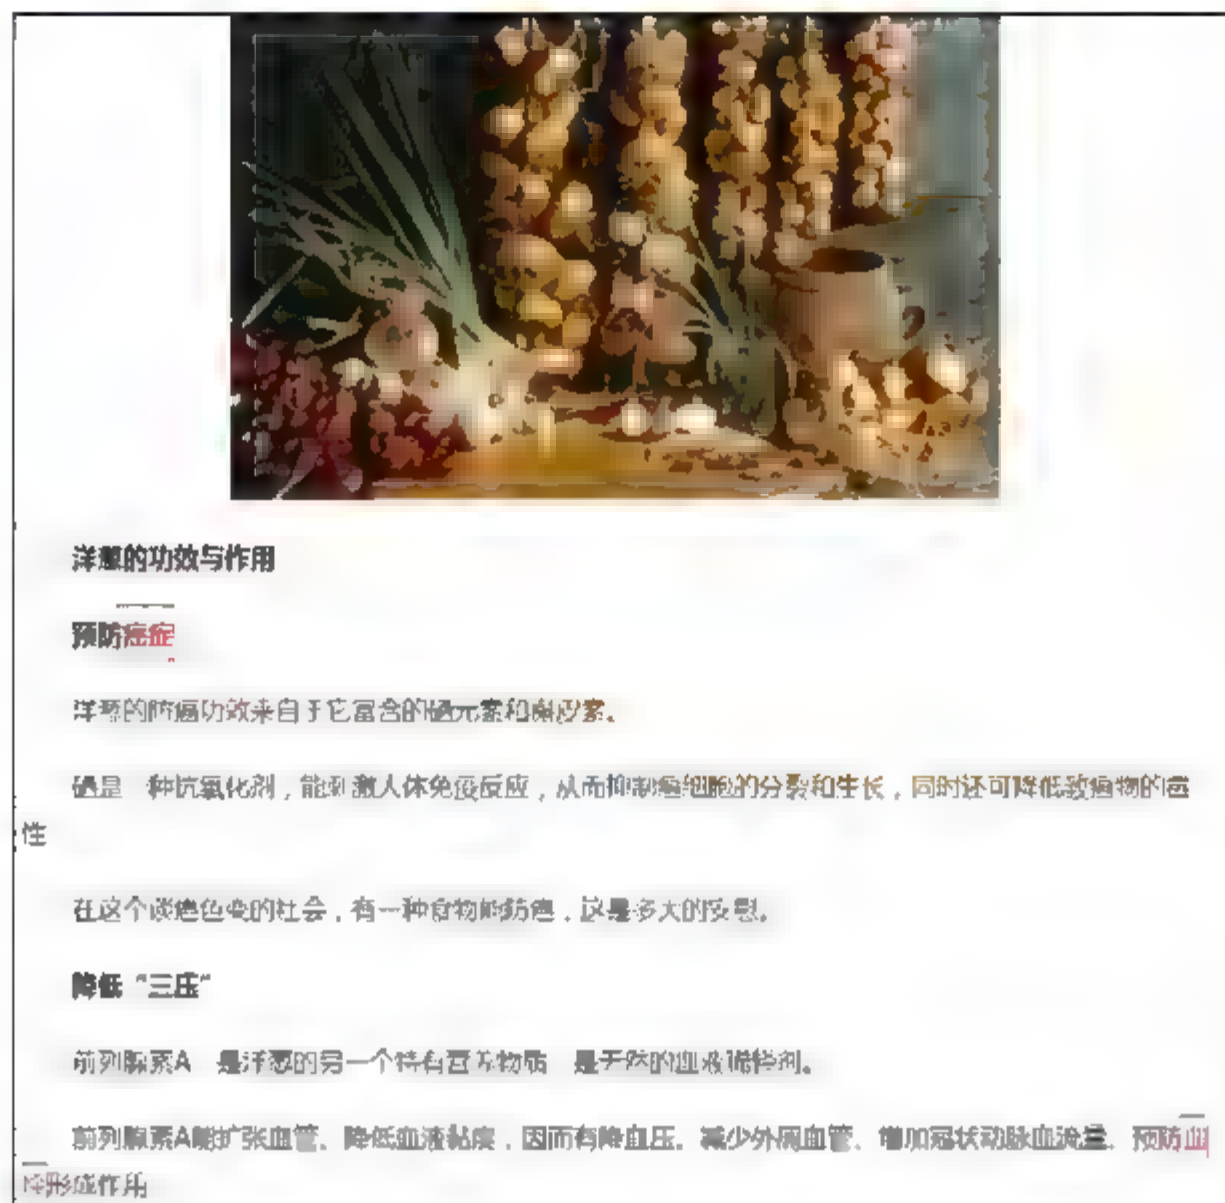 洋葱的功效与作用
预防癌症
洋葱的防癌功效来自于它富含的硒元素和槲皮素。
硒是一种抗氧化剂，能刺激人体免疫反应，从而抑制癌细胞的分裂和生长，同时还可降低致癌物的毒
性
在这个谈癌色变的社会，有一种食物能防癌，这是多大的安慰。
降低“三压”
前列腺素A 是洋葱的另一个特有营养物质 是天然的血液稀释剂。
前列腺素A能扩张血管、降低血液黏度，因而有降血压、减少外周血管、增加冠状动脉血流量、预防血
栓形成作用